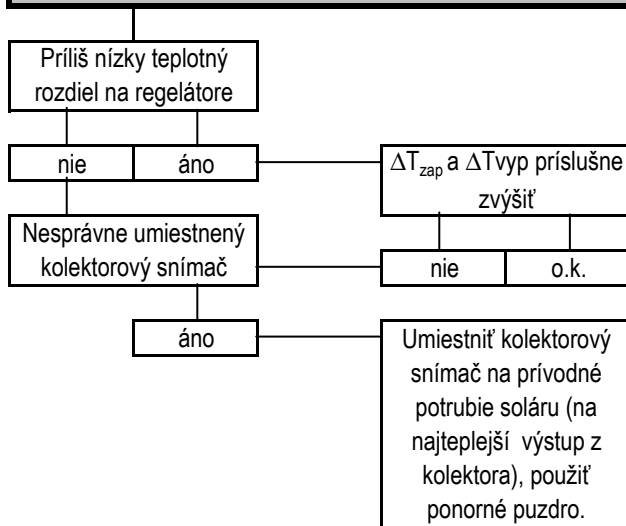 Príliš nízky teplotný
rozdiel na regelátore
nie
áno
ΔTzap a ΔTvyp príslušne
zvýšiť
Nesprávne umiestnený
kolektorový snímač
nie
o.k.
áno
Umiestniť kolektorový
snímač na prívodné
potrubie soláru (na
najteplejší výstup z
kolektora), použiť
ponorné puzdro.